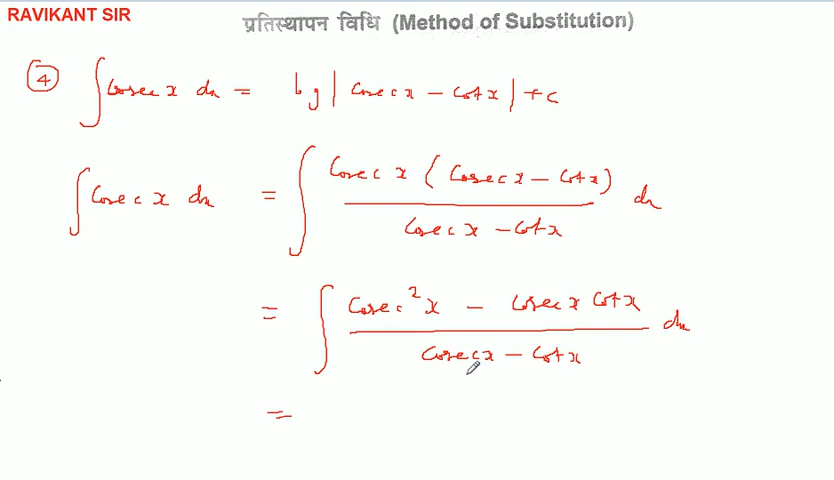 RAVIKANT SIR
प्रतिस्थापन विधि (Method of Substitution)
④ ∫ Cosec x dx = log | Cosec x - Cot x | + c
∫ Cosec x dx = ∫ Cosec x ( Cosec x - Cot x ) / Cosec x - Cot x dx
= ∫ Cosec² x - Cosec x Cot x / Cosec x - Cot x dx
=